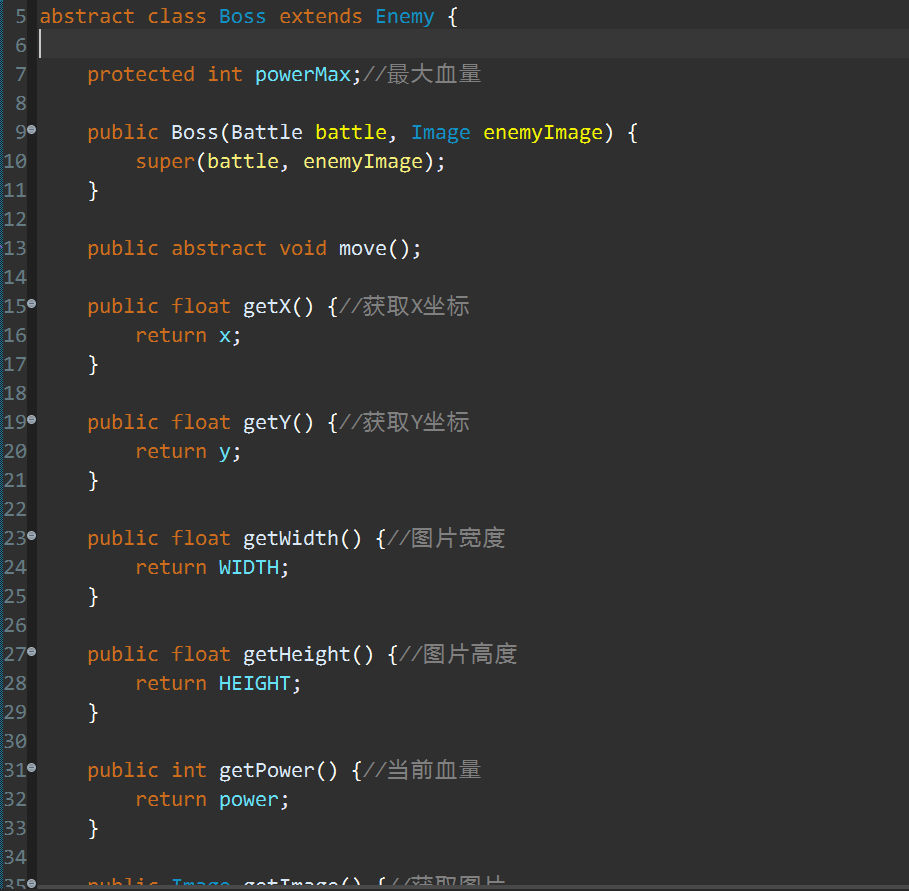 5 abstract class Boss extends Enemy {
6
7 protected int powerMax;//最大血量
8
9 public Boss(Battle battle, Image enemyImage) {
10 super(battle, enemyImage);
11 }
12
13 public abstract void move();
14
15 public float getX() {//获取X坐标
16 return x;
17 }
18
19 public float getY() {//获取Y坐标
20 return y;
21 }
22
23 public float getWidth() {//图片宽度
24 return WIDTH;
25 }
26
27 public float getHeight() {//图片高度
28 return HEIGHT;
29 }
30
31 public int getPower() {//当前血量
32 return power;
33 }
34
35 public Image getImage() {//获取图片